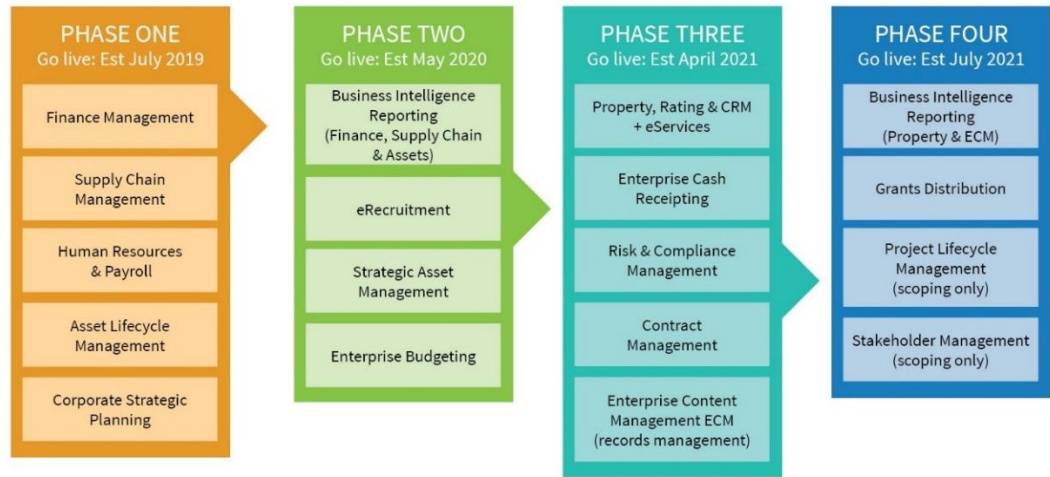 PHASE ONE
Go live: Est July 2019
Finance Management
Supply Chain
Management
Human Resources
& Payroll
Asset Lifecycle
Management
Corporate Strategic
Planning
PHASE TWO
Go live: Est May 2020
Business Intelligence
Reporting
(Finance, Supply Chain
& Assets)
eRecruitment
Strategic Asset
Management
Enterprise Budgeting
PHASE THREE
Go live: Est April 2021
Property, Rating & CRM
+ eServices
Enterprise Cash
Receipting
Risk & Compliance
Management
Contract
Management
Enterprise Content
Management ECM
(records management)
PHASE FOUR
Go live: Est July 2021
Business Intelligence
Reporting
(Property & ECM)
Grants Distribution
Project Lifecycle
Management
(scoping only)
Stakeholder Management
(scoping only)